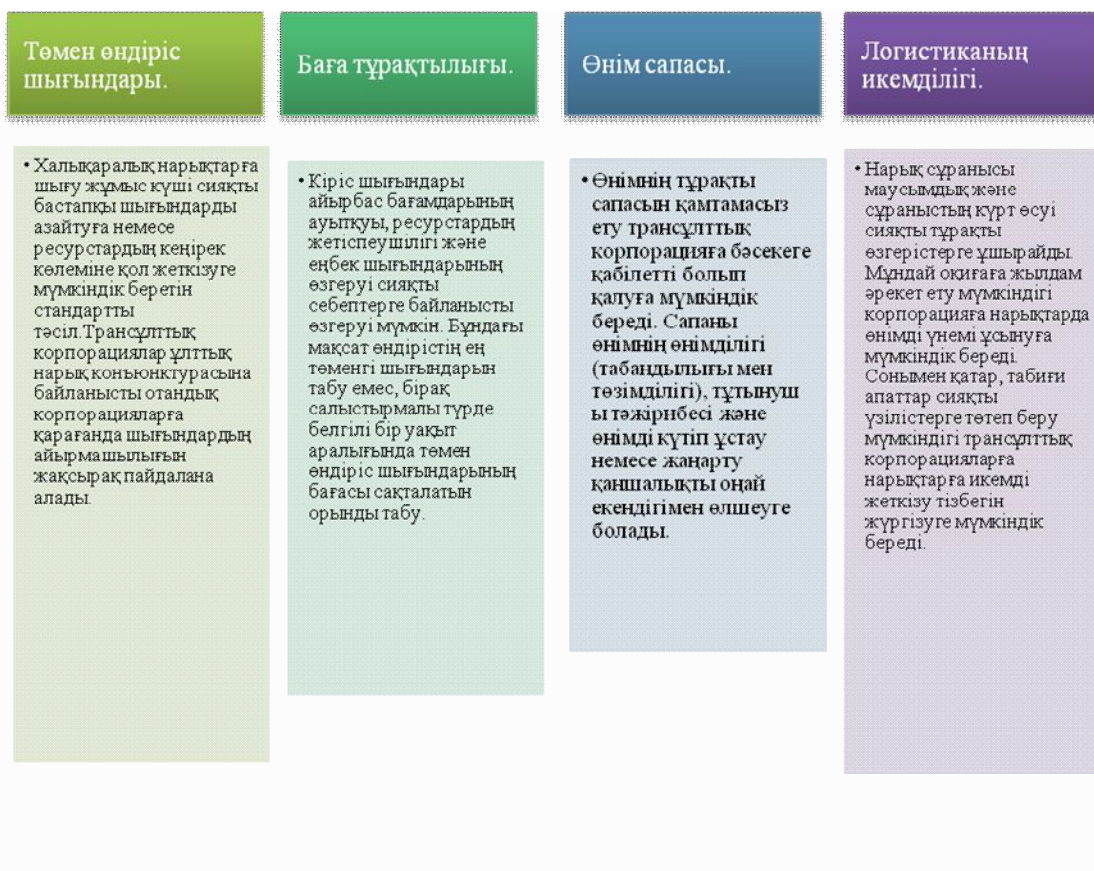 Төмен өндіріс
шығындары.
Баға тұрақтылығы.
Өнім сапасы.
Логистиканың
икемділігі.
• Халықаралық нарықтарға
шығу жұмыс күші сияқты
бастапқы шығындарды
азайтуға немесе
ресурстардың кеңірек
көлеміне қол жеткізуге
мүмкіндік беретін
стандартты
тәсіл.Трансұлттық
корпорациялар ұлттық
нарық конъюнктурасына
байланысты отандық
корпорацияларға
қарағанда шығындардың
айырмашылығын
жақсырақ пайдалана
алады.
• Кіріс шығындары
айырбас бағамдарының
ауытқуы, ресурстардың
жетіспеушілігі және
еңбек шығындарының
өзгеруі сияқты
себептерге байланысты
өзгеруі мүмкін. Бұндағы
мақсат өндірістің ең
төменгі шығындарын
табу емес, бірақ
салыстырмалы түрде
белгілі бір уақыт
аралығында төмен
өндіріс шығындарының
бағасы сақталатын
орынды табу.
• Өнімнің тұрақты
сапасын қамтамасыз
ету трансұлттық
корпорацияға бәсекеге
қабілетті болып
қалуға мүмкіндік
береді. Сапаны
өнімнің өнімділігі
(табандылығы мен
төзімділігі), тұтынуш
ы тәжірибесі және
өнімді күтіп ұстау
немесе жаңарту
қаншалықты оңай
екендігімен өлшеуге
болады.
• Нарық сұранысы
маусымдық және
сұраныстың күрт өсуі
сияқты тұрақты
өзгерістерге ұшырайды.
Мұндай оқиғаға жылдам
әрекет ету мүмкіндігі
корпорацияға нарықтарда
өнімді үнемі ұсынуға
мүмкіндік береді.
Сонымен қатар, табиғи
апаттар сияқты
үзілістерге төтеп беру
мүмкіндігі трансұлттық
корпорацияларға
нарықтарға икемді
жеткізу тізбегін
жүргізуге мүмкіндік
береді.